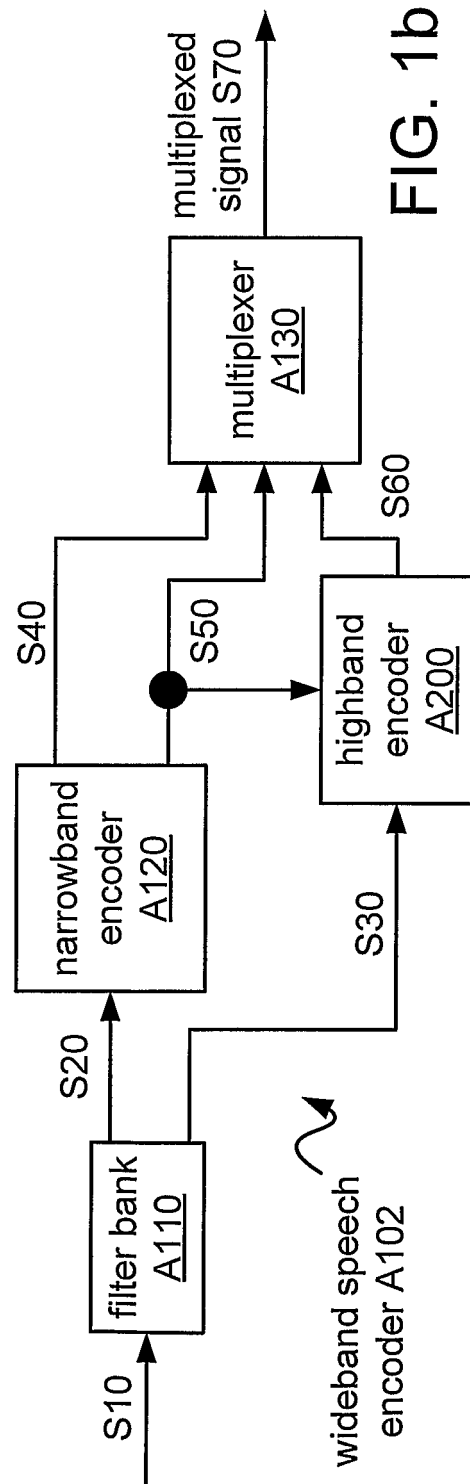 S10
filter bank
A110
S20
S30
narrowband
encoder
A120
S40
S50
highband
encoder
A200
S60
multiplexer
A130
multiplexed
signal S70
wideband speech
encoder A102
FIG. 1b